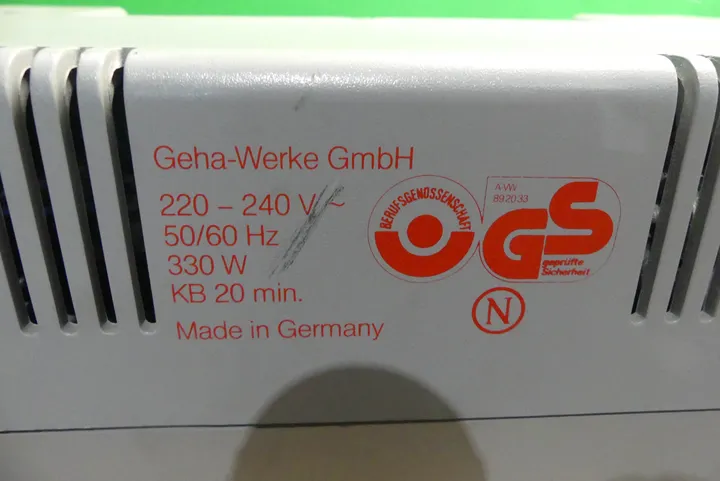 Geha-Werke GmbH
220 – 240 V ~
50/60 Hz
330 W
KB 20 min.
Made in Germany
BERUFSGENOSSENSCHAFT
A-VW
89 20 33
GS
geprüfte
Sicherheit
N